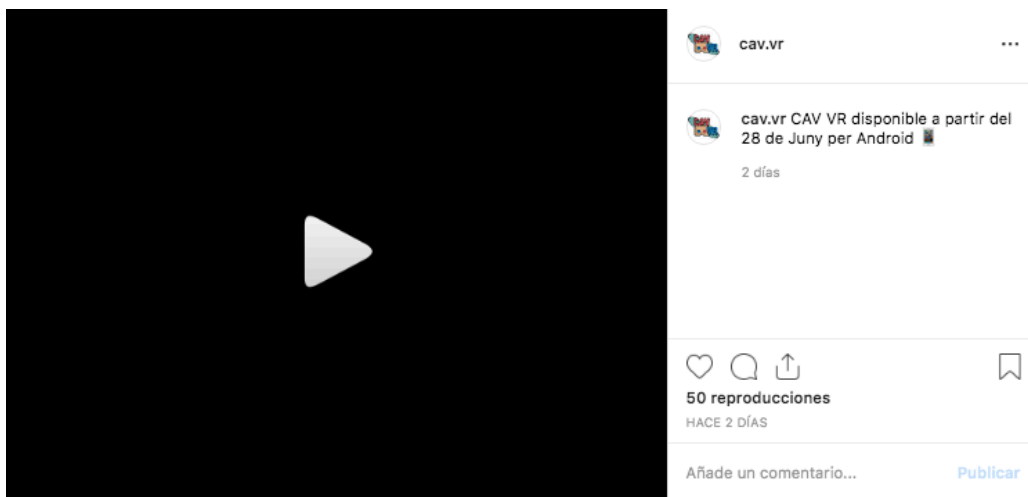 cav.vr
cav.vr CAV VR disponible a partir del
28 de Juny per Android 📱
2 días
50 reproducciones
HACE 2 DÍAS
Añade un comentario...
Publicar